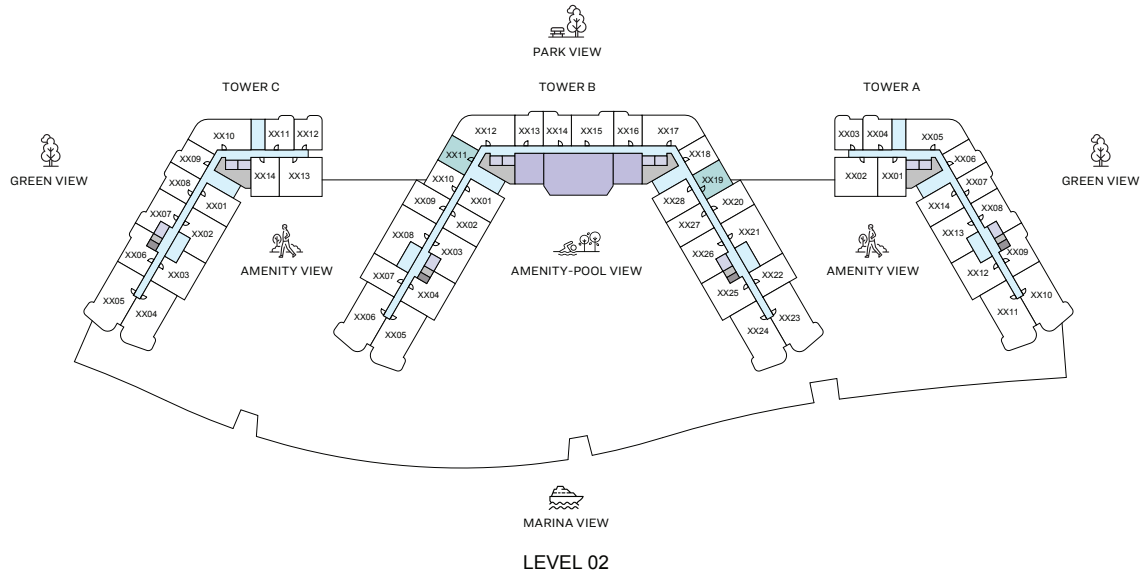 PARK VIEW
TOWER C
TOWER B
TOWER A
GREEN VIEW
GREEN VIEW
XX10
XX11
XX12
XX09
XX08
XX14
XX13
XX07
XX01
XX06
XX02
XX05
XX03
XX04
AMENITY VIEW
XX12
XX13
XX14
XX15
XX16
XX17
XX11
XX18
XX10
XX19
XX09
XX01
XX28
XX20
XX08
XX02
XX27
XX21
XX07
XX03
XX26
XX22
XX06
XX04
XX25
XX23
XX05
XX24
AMENITY-POOL VIEW
XX03
XX04
XX05
XX02
XX01
XX06
XX07
XX14
XX08
XX13
XX09
XX12
XX10
XX11
AMENITY VIEW
MARINA VIEW
LEVEL 02